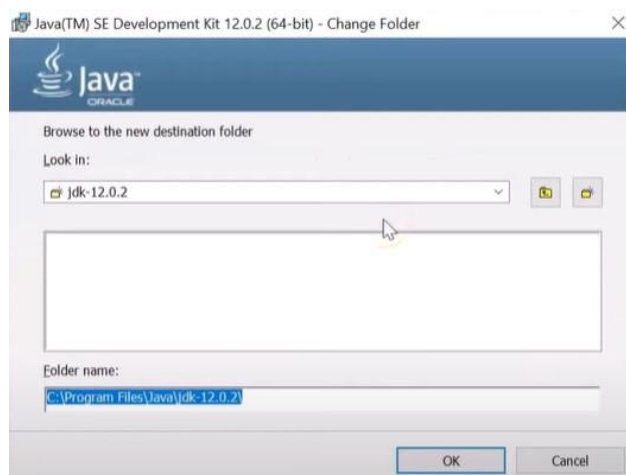 Java(TM) SE Development Kit 12.0.2 (64-bit) - Change Folder
Java™
ORACLE
Browse to the new destination folder
Look in:
jdk-12.0.2
Folder name:
C:\Program Files\Java\jdk-12.0.2\
OK
Cancel